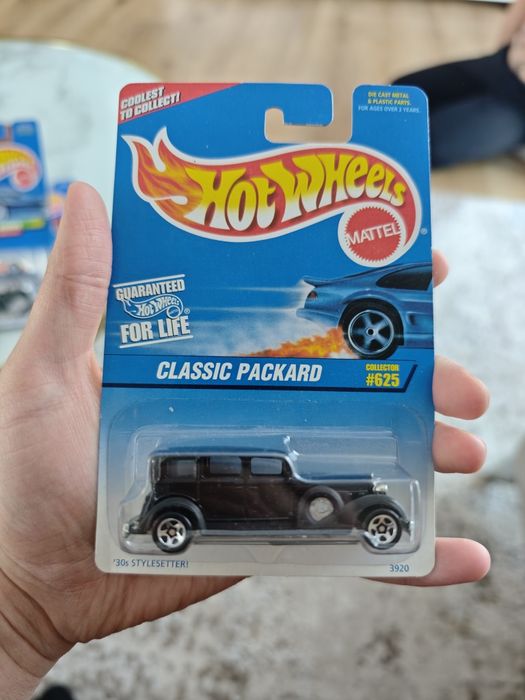 COOLEST
TO COLLECT!
DIE CAST METAL
& PLASTIC PARTS.
FOR AGES OVER 3 YEARS.
HOT WHEELS
MATTEL
GUARANTEED
HOT WHEELS
FOR LIFE
CLASSIC PACKARD
COLLECTOR
#625
'30s STYLESETTER!
3920